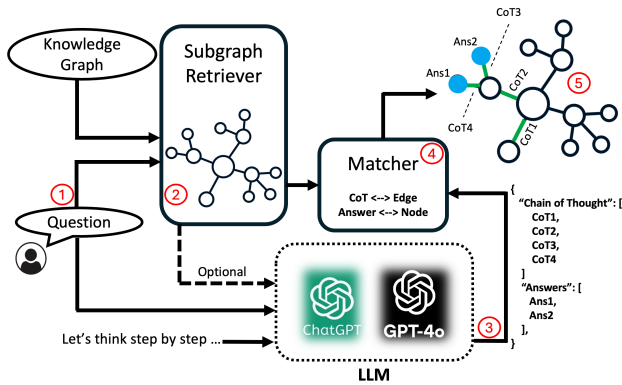 Knowledge
Graph
Subgraph
Retriever
1
2
Question
Optional
Let's think step by step ...
ChatGPT
GPT-4o
LLM
3
Matcher
4
CoT <--> Edge
Answer <--> Node
CoT3
Ans2
Ans1
CoT2
CoT4
CoT1
5
{
"Chain of Thought": [
CoT1,
CoT2,
CoT3,
CoT4
]
"Answers": [
Ans1,
Ans2
],
}